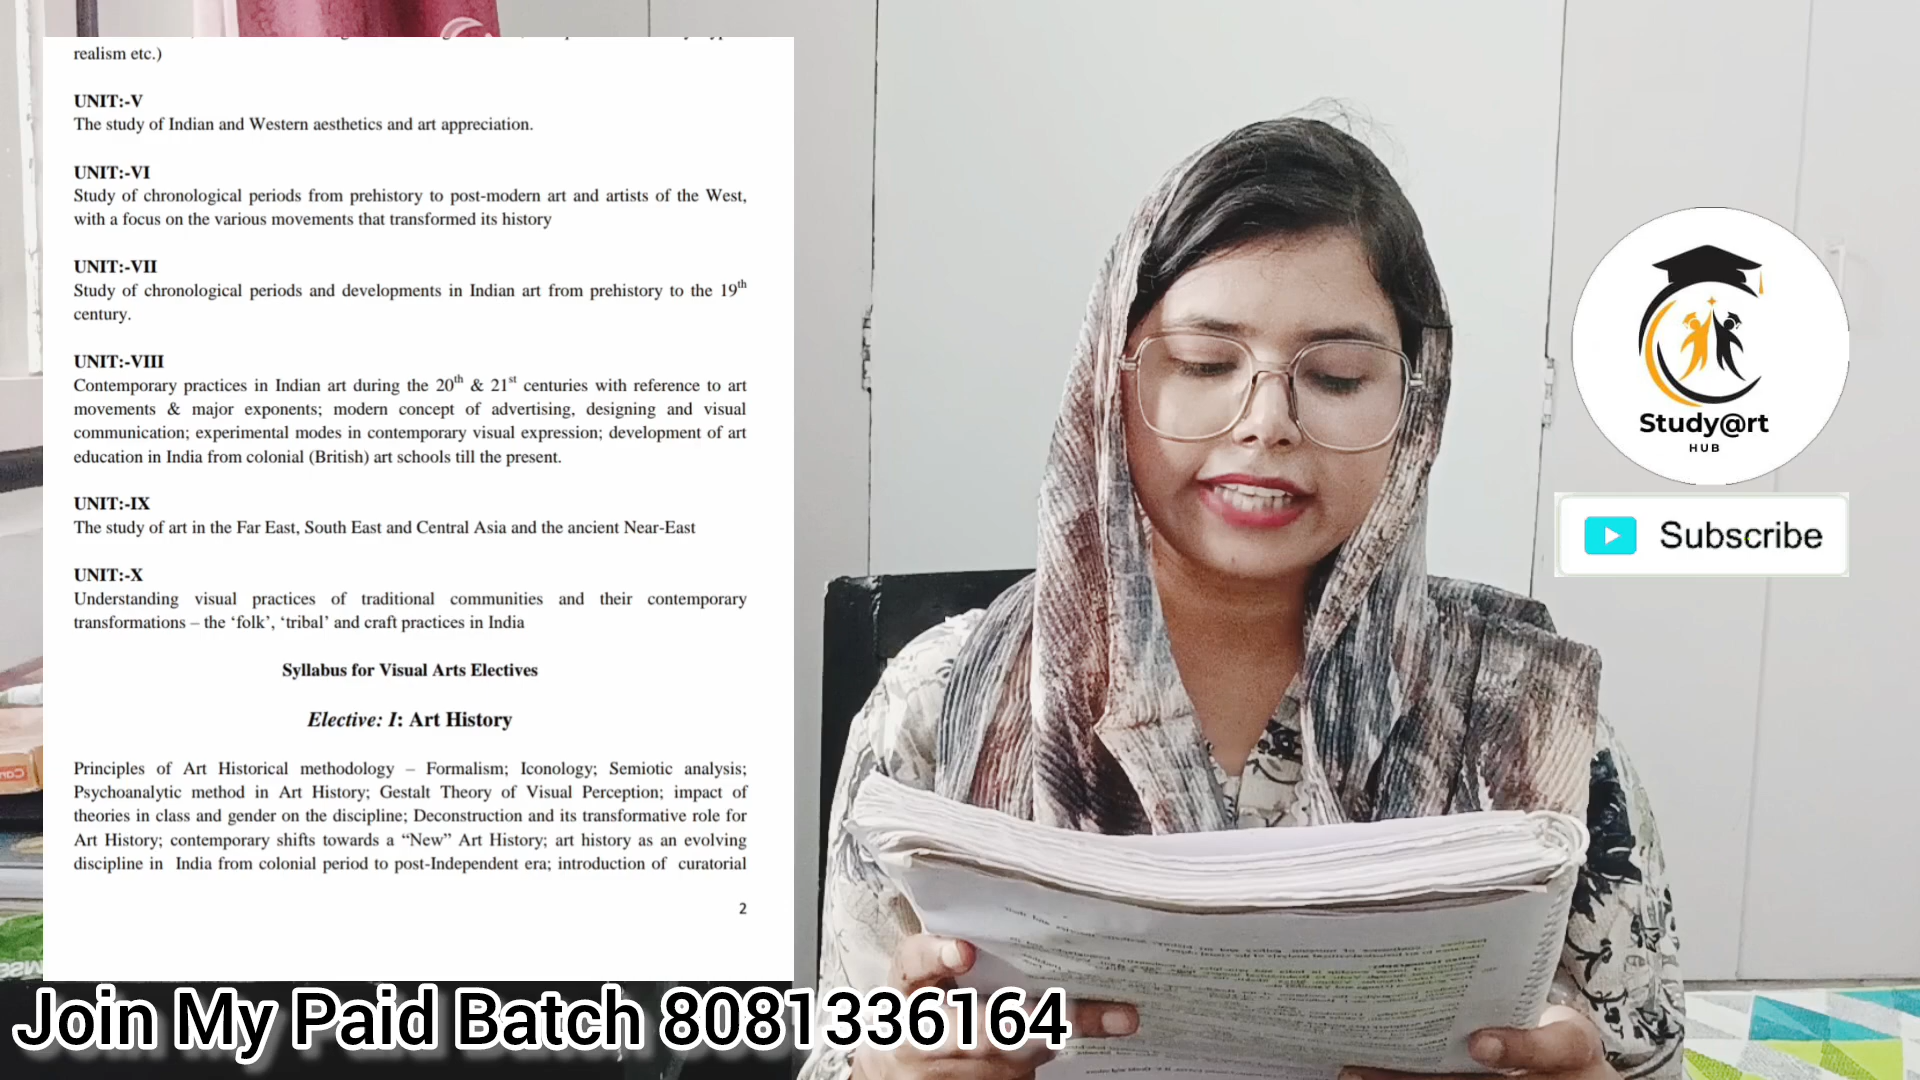 realism etc.)
UNIT:-V
The study of Indian and Western aesthetics and art appreciation.
UNIT:-VI
Study of chronological periods from prehistory to post-modern art and artists of the West,
with a focus on the various movements that transformed its history
UNIT:-VII
Study of chronological periods and developments in Indian art from prehistory to the 19th
century.
UNIT:-VIII
Contemporary practices in Indian art during the 20th & 21st centuries with reference to art
movements & major exponents; modern concept of advertising, designing and visual
communication; experimental modes in contemporary visual expression; development of art
education in India from colonial (British) art schools till the present.
UNIT:-IX
The study of art in the Far East, South East and Central Asia and the ancient Near-East
UNIT:-X
Understanding visual practices of traditional communities and their contemporary
transformations – the ‘folk’, ‘tribal’ and craft practices in India
Syllabus for Visual Arts Electives
Elective: I: Art History
Principles of Art Historical methodology – Formalism; Iconology; Semiotic analysis;
Psychoanalytic method in Art History; Gestalt Theory of Visual Perception; impact of
theories in class and gender on the discipline; Deconstruction and its transformative role for
Art History; contemporary shifts towards a “New” Art History; art history as an evolving
discipline in India from colonial period to post-Independent era; introduction of curatorial
2
Study@rt
HUB
Subscribe
Join My Paid Batch 8081336164